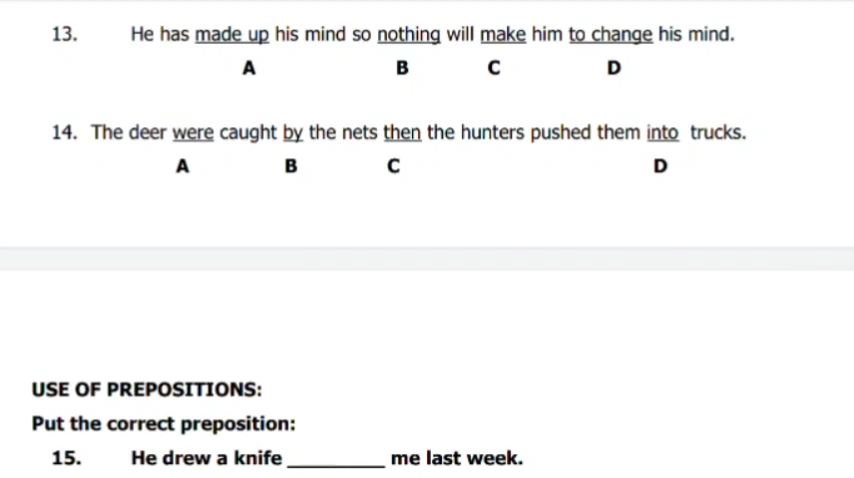 13. He has made up his mind so nothing will make him to change his mind.
A B C D
14. The deer were caught by the nets then the hunters pushed them into trucks.
A B C D
USE OF PREPOSITIONS:
Put the correct preposition:
15. He drew a knife _________ me last week.